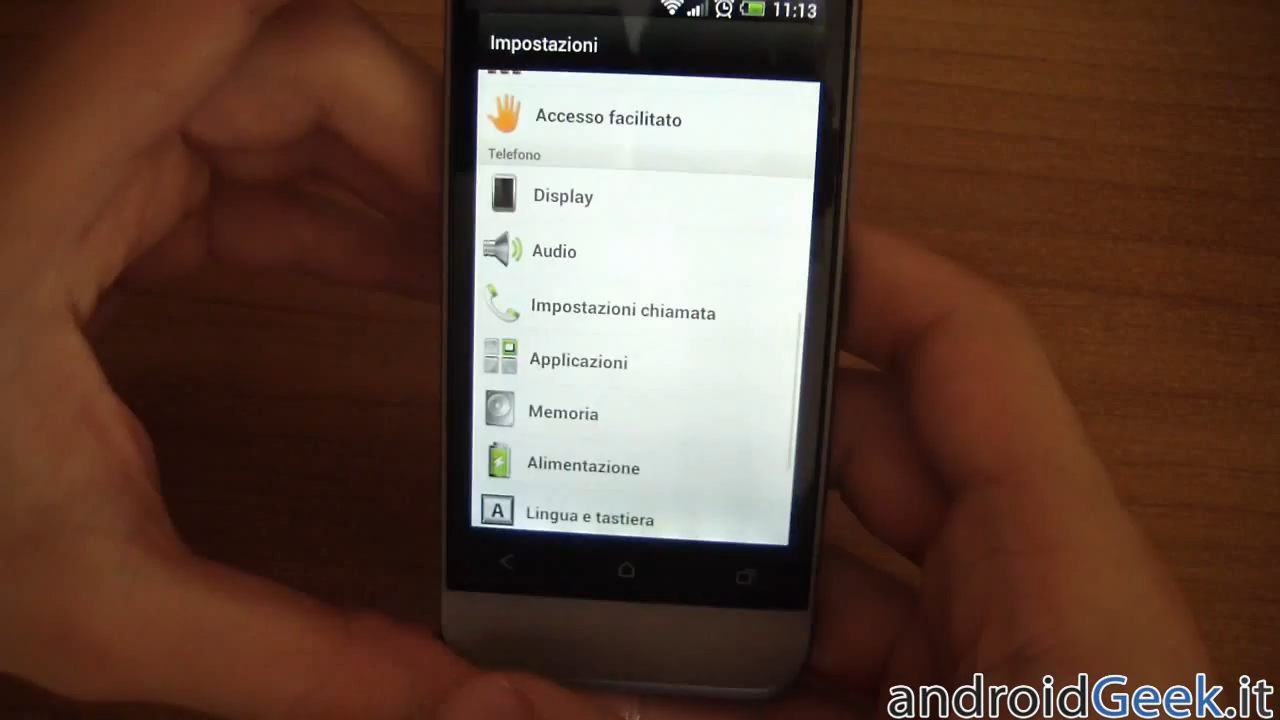 11:13
Impostazioni
Accesso facilitato
Telefono
Display
Audio
Impostazioni chiamata
Applicazioni
Memoria
Alimentazione
A Lingua e tastiera
androidGeek.it